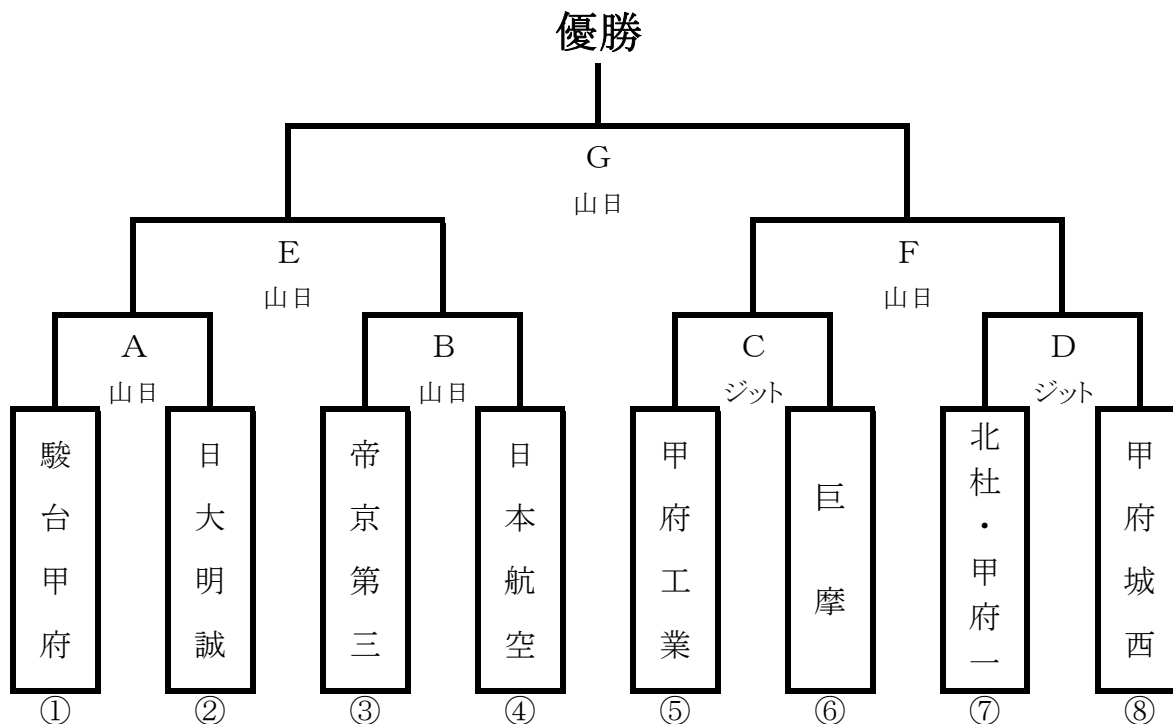 優勝
G
山日
E
F
山日
山日
A
B
C
D
山日
山日
ジット
ジット
駿台甲府
日大明誠
帝京第三
日本航空
甲府工業
巨摩
北杜・甲府一
甲府城西
①
②
③
④
⑤
⑥
⑦
⑧